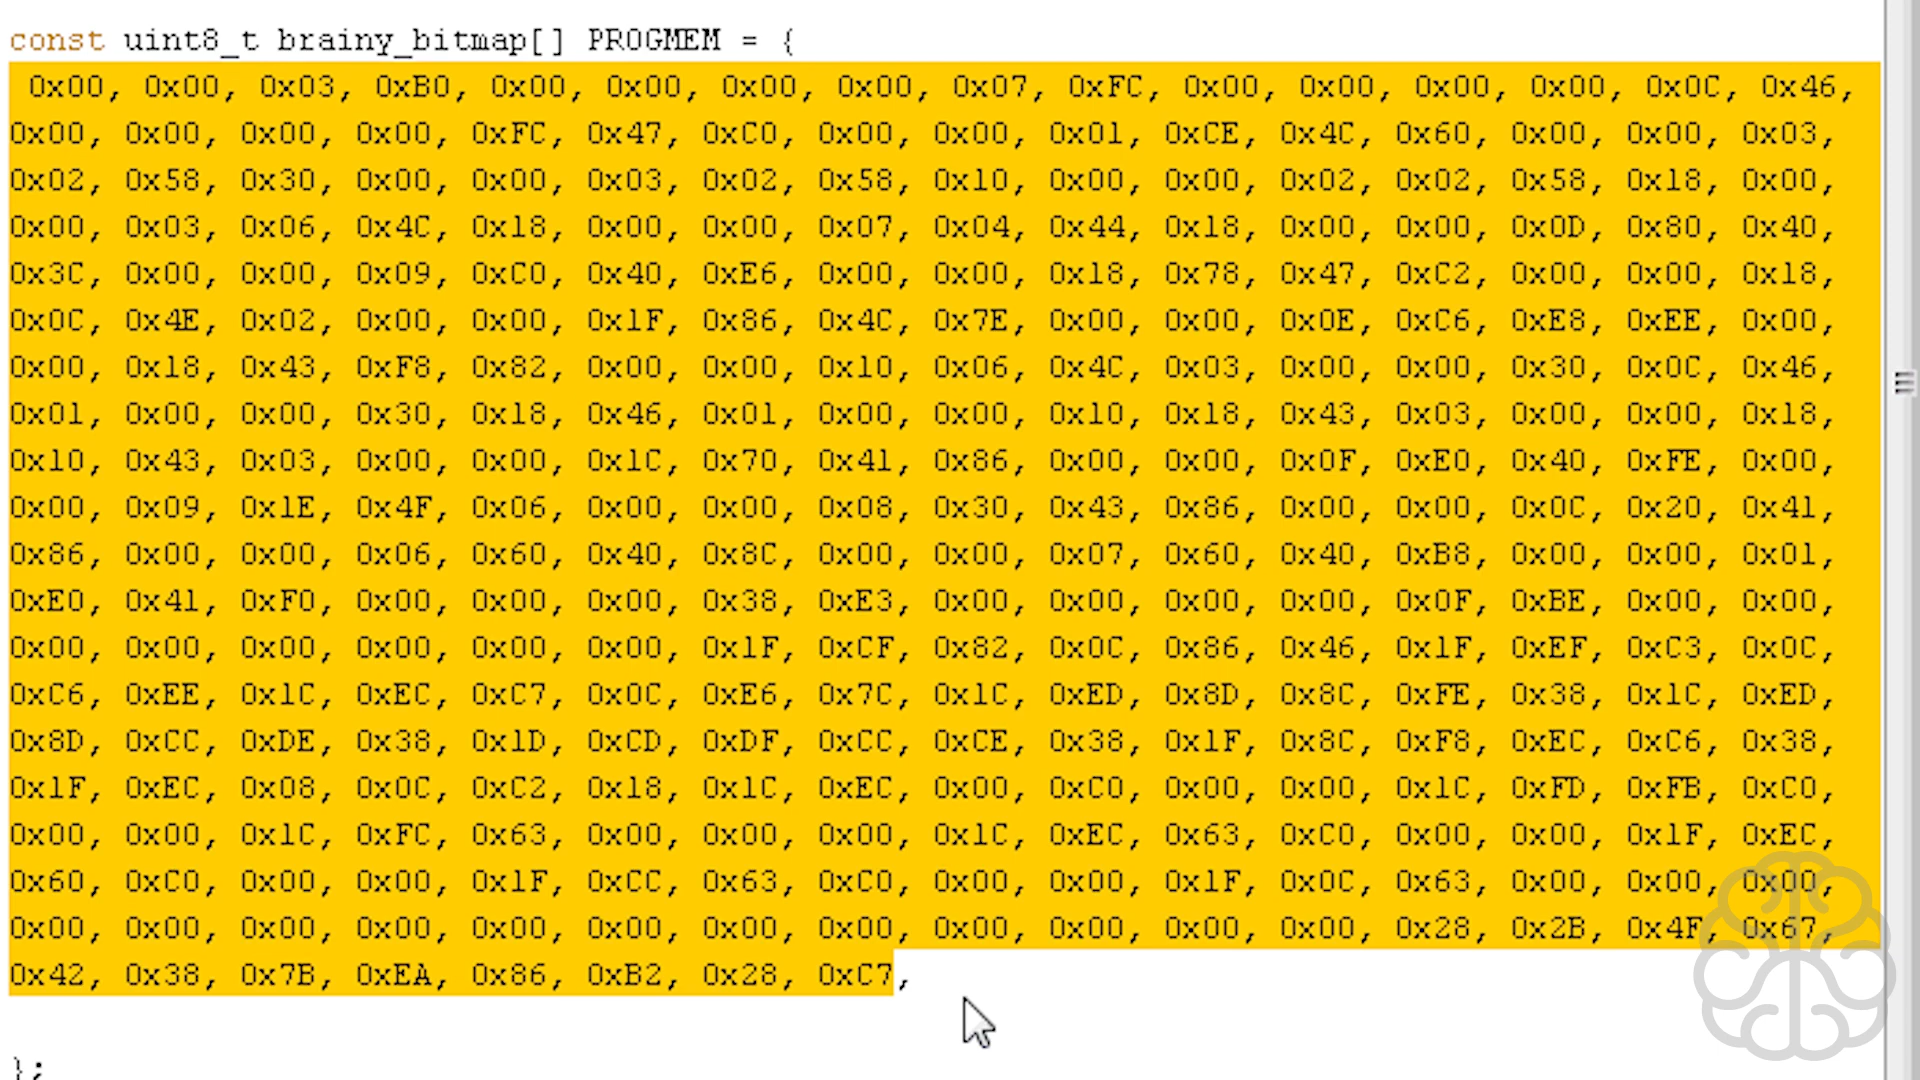 const uint8_t brainy_bitmap[] PROGMEM = {
0x00, 0x00, 0x03, 0xB0, 0x00, 0x00, 0x00, 0x00, 0x07, 0xFC, 0x00, 0x00, 0x00, 0x00, 0x0C, 0x46,
0x00, 0x00, 0x00, 0x00, 0xFC, 0x47, 0xC0, 0x00, 0x00, 0x01, 0xCE, 0x4C, 0x60, 0x00, 0x00, 0x03,
0x02, 0x58, 0x30, 0x00, 0x00, 0x03, 0x02, 0x58, 0x10, 0x00, 0x00, 0x02, 0x02, 0x58, 0x18, 0x00,
0x00, 0x03, 0x06, 0x4C, 0x18, 0x00, 0x00, 0x07, 0x04, 0x44, 0x18, 0x00, 0x00, 0x0D, 0x80, 0x40,
0x3C, 0x00, 0x00, 0x09, 0xC0, 0x40, 0xE6, 0x00, 0x00, 0x18, 0x78, 0x47, 0xC2, 0x00, 0x00, 0x18,
0x0C, 0x4E, 0x02, 0x00, 0x00, 0x1F, 0x86, 0x4C, 0x7E, 0x00, 0x00, 0x0E, 0xC6, 0xE8, 0xEE, 0x00,
0x00, 0x18, 0x43, 0xF8, 0x82, 0x00, 0x00, 0x10, 0x06, 0x4C, 0x03, 0x00, 0x00, 0x30, 0x0C, 0x46,
0x01, 0x00, 0x00, 0x30, 0x18, 0x46, 0x01, 0x00, 0x00, 0x10, 0x18, 0x43, 0x03, 0x00, 0x00, 0x18,
0x10, 0x43, 0x03, 0x00, 0x00, 0x1C, 0x70, 0x41, 0x86, 0x00, 0x00, 0x0F, 0xE0, 0x40, 0xFE, 0x00,
0x00, 0x09, 0x1E, 0x4F, 0x06, 0x00, 0x00, 0x08, 0x30, 0x43, 0x86, 0x00, 0x00, 0x0C, 0x20, 0x41,
0x86, 0x00, 0x00, 0x06, 0x60, 0x40, 0x8C, 0x00, 0x00, 0x07, 0x60, 0x40, 0xB8, 0x00, 0x00, 0x01,
0xE0, 0x41, 0xF0, 0x00, 0x00, 0x00, 0x38, 0xE3, 0x00, 0x00, 0x00, 0x00, 0x0F, 0xBE, 0x00, 0x00,
0x00, 0x00, 0x00, 0x00, 0x00, 0x00, 0x1F, 0xCF, 0x82, 0x0C, 0x86, 0x46, 0x1F, 0xEF, 0xC3, 0x0C,
0xC6, 0xEE, 0x1C, 0xEC, 0xC7, 0x0C, 0xE6, 0x7C, 0x1C, 0xED, 0x8D, 0x8C, 0xFE, 0x38, 0x1C, 0xED,
0x8D, 0xCC, 0xDE, 0x38, 0x1D, 0xCD, 0xDF, 0xCC, 0xCE, 0x38, 0x1F, 0x8C, 0xF8, 0xEC, 0xC6, 0x38,
0x1F, 0xEC, 0x08, 0x0C, 0xC2, 0x18, 0x1C, 0xEC, 0x00, 0xC0, 0x00, 0x00, 0x1C, 0xFD, 0xFB, 0xC0,
0x00, 0x00, 0x1C, 0xFC, 0x63, 0x00, 0x00, 0x00, 0x1C, 0xEC, 0x63, 0xC0, 0x00, 0x00, 0x1F, 0xEC,
0x60, 0xC0, 0x00, 0x00, 0x1F, 0xCC, 0x63, 0xC0, 0x00, 0x00, 0x1F, 0x0C, 0x63, 0x00, 0x00, 0x00,
0x00, 0x00, 0x00, 0x00, 0x00, 0x00, 0x00, 0x00, 0x00, 0x00, 0x00, 0x00, 0x28, 0x2B, 0x4F, 0x67,
0x42, 0x38, 0x7B, 0xEA, 0x86, 0xB2, 0x28, 0xC7,
};